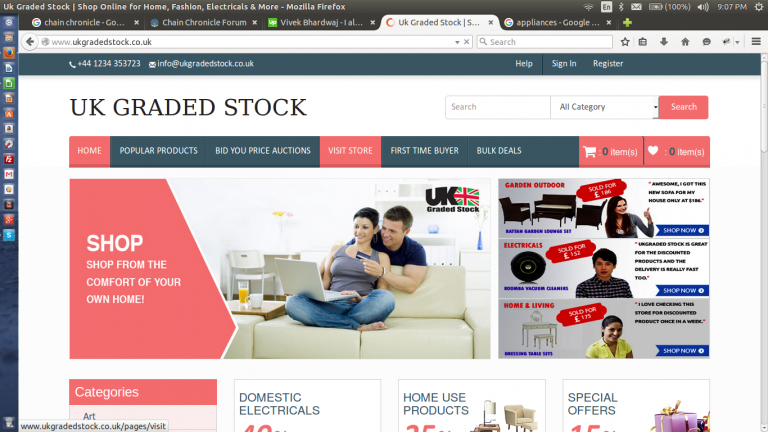 Uk Graded Stock | Shop Online for Home, Fashion, Electricals & More - Mozilla Firefox
En
(100%)
9:07 PM
chain chronicle - Go...
Chain Chronicle Forum
Vivek Bhardwaj - I al...
Uk Graded Stock | S...
appliances - Google ...
www.ukgradedstock.co.uk
Search
+44 1234 353723
info@ukgradedstock.co.uk
Help
Sign In
Register
UK GRADED STOCK
Search
All Category
Search
HOME
POPULAR PRODUCTS
BID YOU PRICE AUCTIONS
VISIT STORE
FIRST TIME BUYER
BULK DEALS
: 0 item(s)
: 0 item(s)
SHOP
SHOP FROM THE
COMFORT OF YOUR
OWN HOME!
UK
Graded Stock
GARDEN OUTDOOR
SOLD FOR
£ 186
" AWESOME, I GOT THIS
NEW SOFA FOR MY
HOUSE ONLY AT $186."
RATTAN GARDEN LOUNGE SET
SHOP NOW
ELECTRICALS
SOLD FOR
£ 152
" UKGRADED STOCK IS GREAT
FOR THE DISCOUNTED
PRODUCTS AND THE
DELIVERY IS REALLY FAST
TOO."
ROOMBA VACUUM CLEANERS
SHOP NOW
HOME & LIVING
SOLD FOR
£ 175
" I LOVE CHECKING THIS
STORE FOR DISCOUNTED
PRODUCT ONCE IN A WEEK."
DRESSING TABLE SETS
SHOP NOW
Categories
Art
DOMESTIC
ELECTRICALS
HOME USE
PRODUCTS
SPECIAL
OFFERS
www.ukgradedstock.co.uk/pages/visit